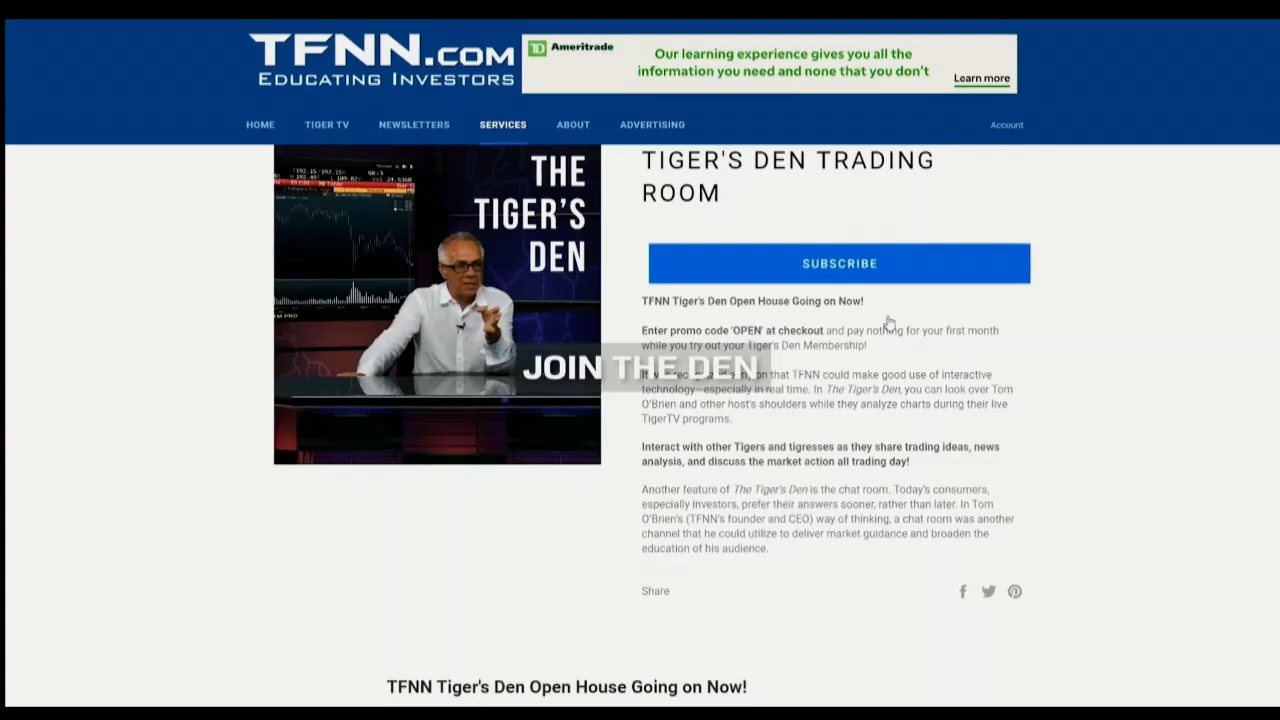 TFNN.COM
EDUCATING INVESTORS
TD Ameritrade
Our learning experience gives you all the
information you need and none that you don't
Learn more
HOME TIGER TV NEWSLETTERS SERVICES ABOUT ADVERTISING Account
THE
TIGER'S
DEN
TIGER'S DEN TRADING
ROOM
SUBSCRIBE
TFNN Tiger's Den Open House Going on Now!
Enter promo code 'OPEN' at checkout and pay nothing for your first month
while you try out your Tiger's Den Membership!
JOIN THE DEN
that TFNN could make good use of interactive
technology—especially in real time. In The Tiger's Den, you can look over Tom
O'Brien and other host's shoulders while they analyze charts during their live
TigerTV programs.
Interact with other Tigers and tigresses as they share trading ideas, news
analysis, and discuss the market action all trading day!
Another feature of The Tiger's Den is the chat room. Today's consumers,
especially investors, prefer their answers sooner, rather than later. In Tom
O'Brien's (TFNN's founder and CEO) way of thinking, a chat room was another
channel that he could utilize to deliver market guidance and broaden the
education of his audience.
Share
TFNN Tiger's Den Open House Going on Now!